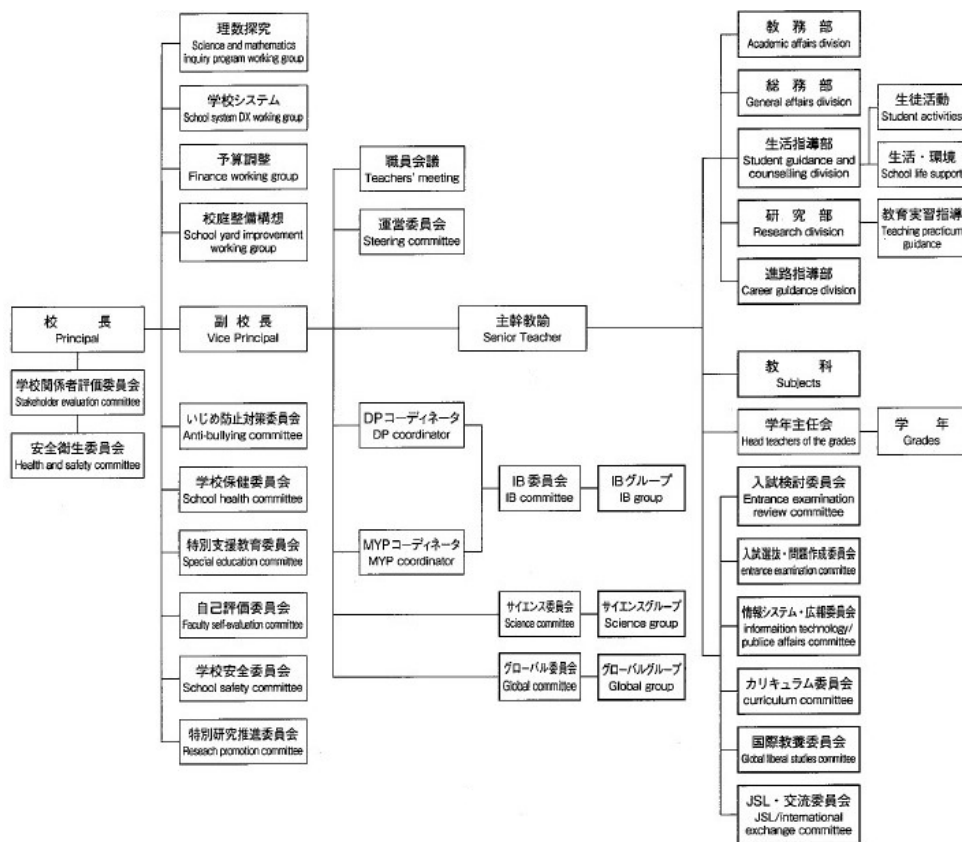 理数探究
Science and mathematics
inquiry program working group
学校システム
School system DX working group
予算調整
Finance working group
校庭整備構想
School yard improvement
working group
校 長
Principal
学校関係者評価委員会
Stakeholder evaluation committee
安全衛生委員会
Health and safety committee
副 校 長
Vice Principal
いじめ防止対策委員会
Anti-bullying committee
学校保健委員会
School health committee
特別支援教育委員会
Special education committee
自己評価委員会
Faculty self-evaluation committee
学校安全委員会
School safety committee
特別研究推進委員会
Reseach promotion committee
職員会議
Teachers' meeting
運営委員会
Steering committee
主幹教諭
Senior Teacher
DPコーディネータ
DP coordinator
MYPコーディネータ
MYP coordinator
IB 委員会
IB committee
IBグループ
IB group
サイエンス委員会
Science committee
サイエンスグループ
Science group
グローバル委員会
Global committee
グローバルグループ
Global group
教 務 部
Academic affairs division
総 務 部
General affairs division
生活指導部
Student guidance and
counselling division
生徒活動
Student activities
生活・環境
School life support
研 究 部
Research division
教育実習指導
Teaching practicum
guidance
進路指導部
Career guidance division
教 科
Subjects
学年主任会
Head teachers of the grades
学 年
Grades
入試検討委員会
Entrance examination
review committee
入試選抜・問題作成委員会
entrance examination committee
情報システム・広報委員会
informaition technology/
publice affairs committee
カリキュラム委員会
curriculum committee
国際教養委員会
Global liberal studies committee
JSL・交流委員会
JSL/international
exchange committee